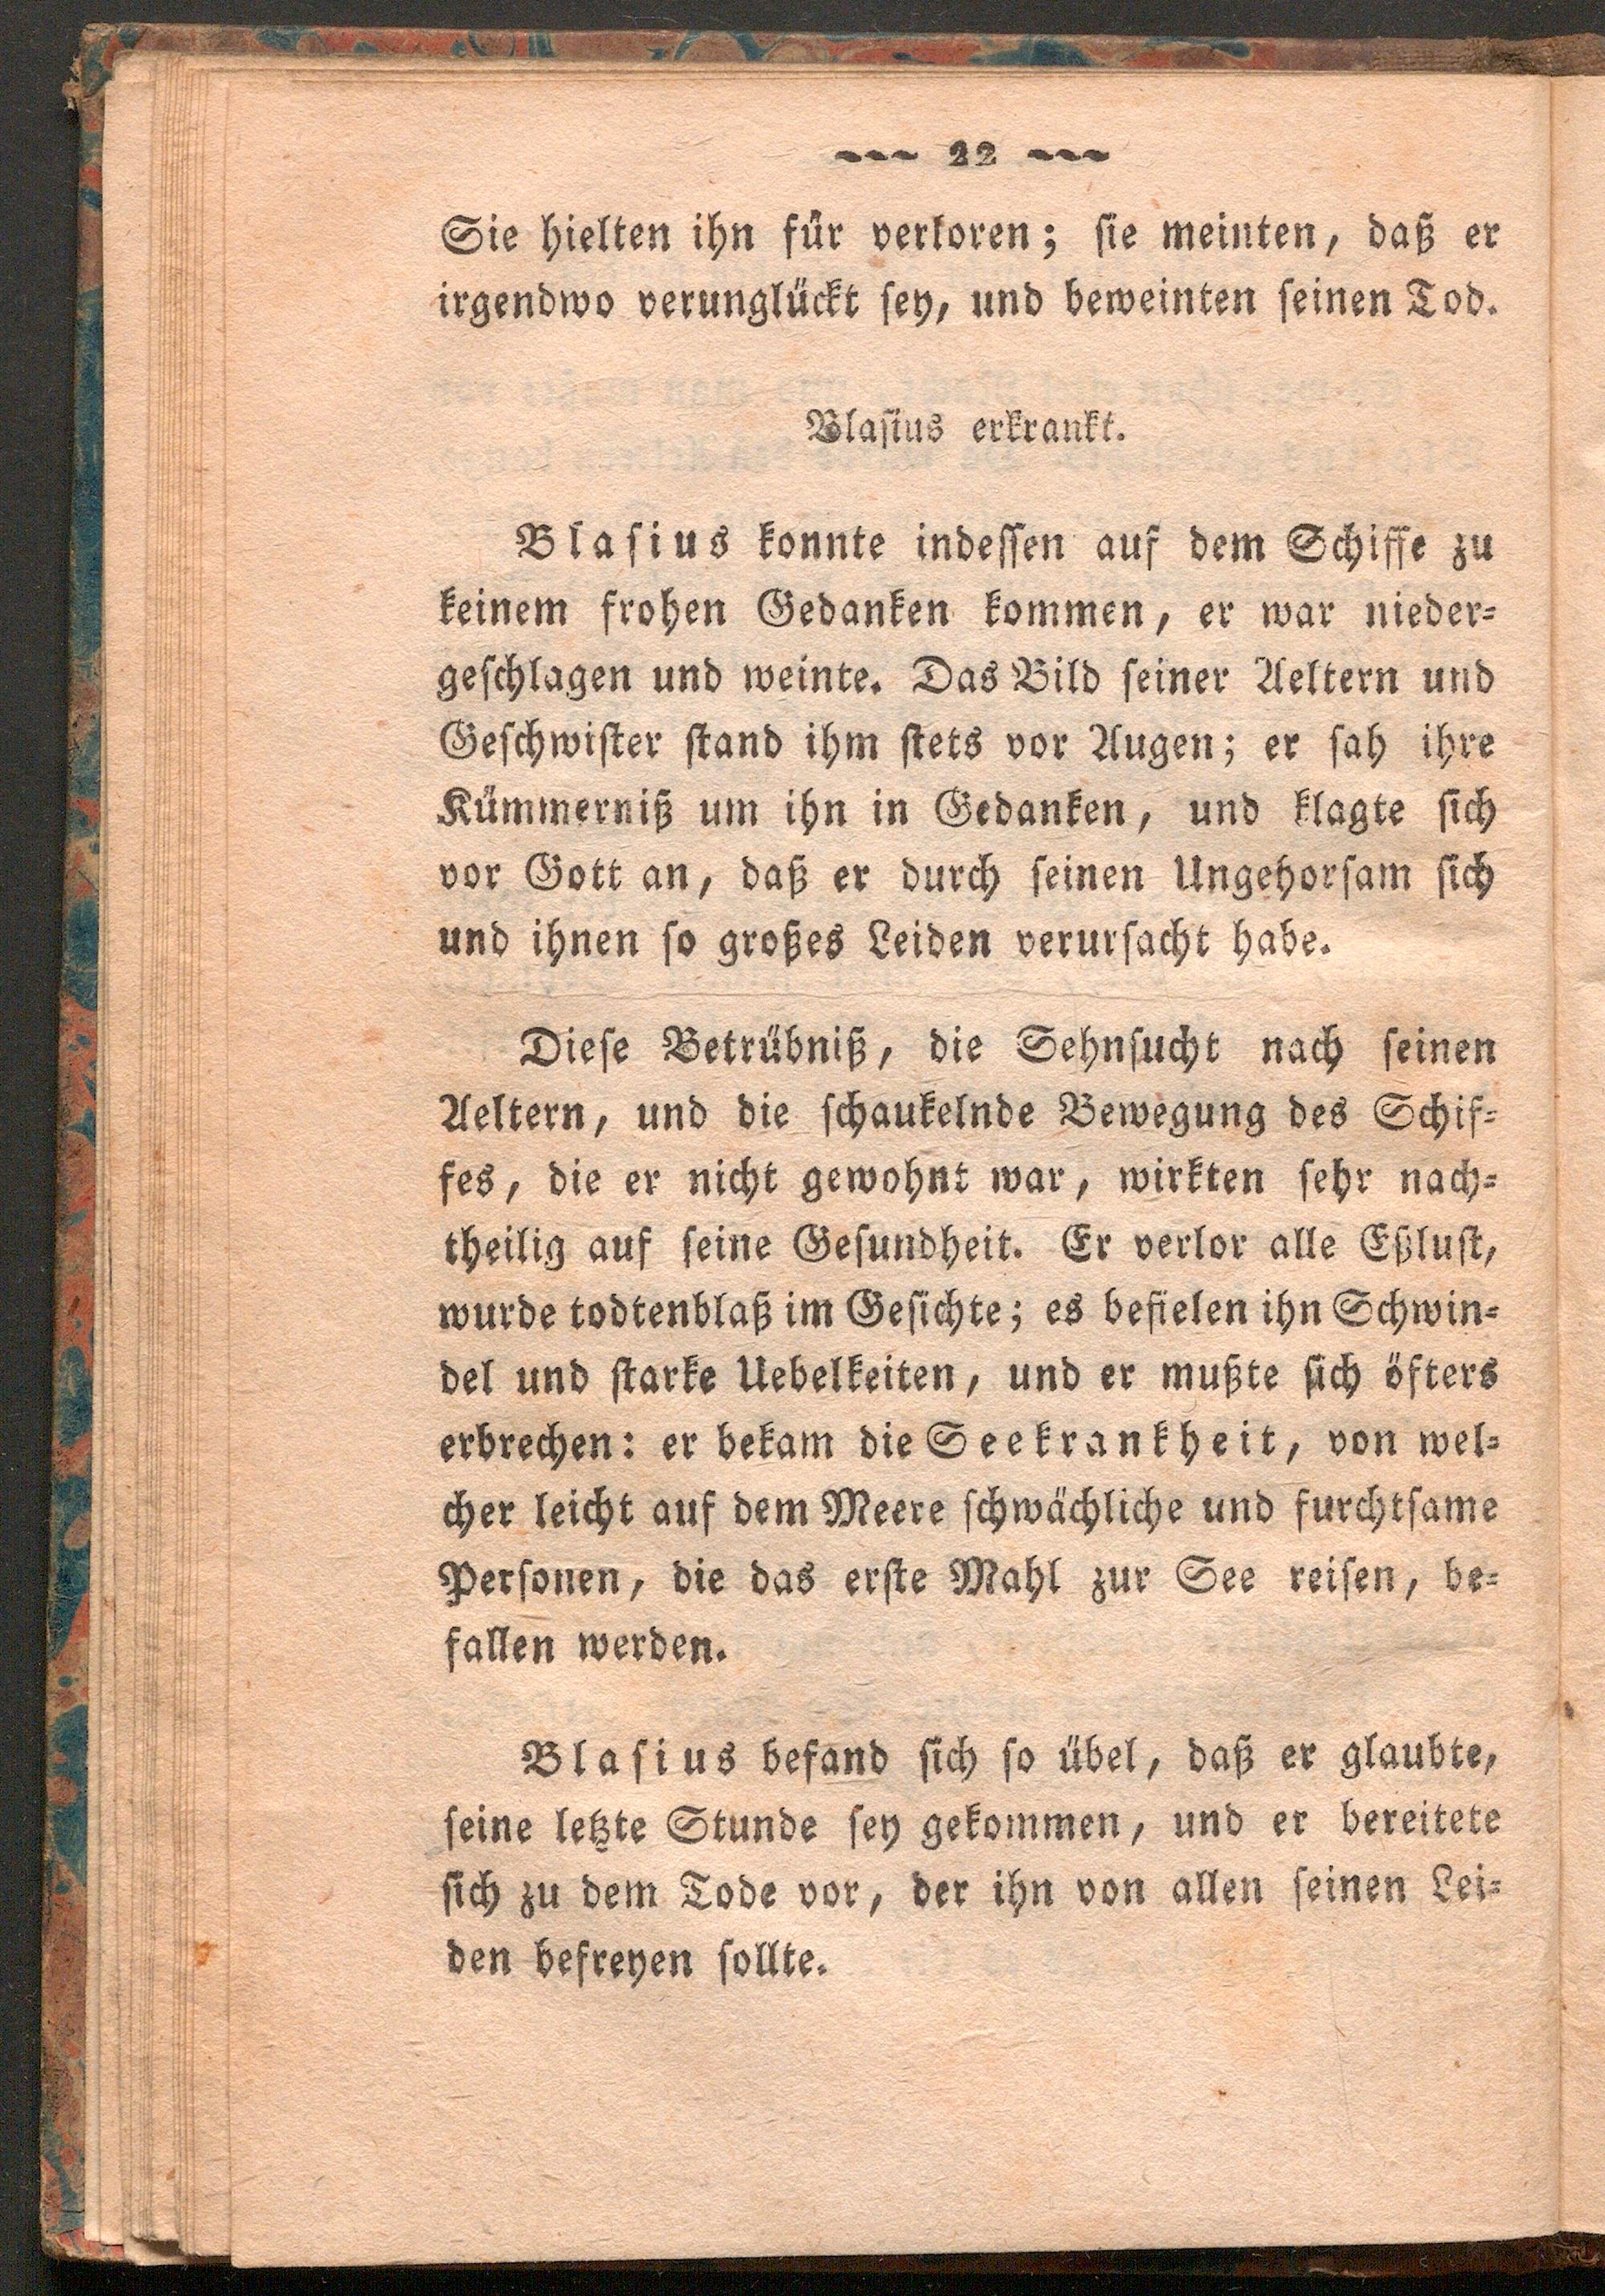 --- 22 ---
Sie hielten ihn für verloren; ſie meinten, daß er
irgendwo verunglückt ſey, und beweinten ſeinen Tod.
Blaſius erkrankt.
Blaſius konnte indeſſen auf dem Schiffe zu
keinem frohen Gedanken kommen, er war nieder⸗
geſchlagen und weinte. Das Bild ſeiner Aeltern und
Geſchwiſter ſtand ihm ſtets vor Augen; er ſah ihre
Kümmerniß um ihn in Gedanken, und klagte ſich
vor Gott an, daß er durch ſeinen Ungehorſam ſich
und ihnen ſo großes Leiden verurſacht habe.
Dieſe Betrübniß, die Sehnſucht nach ſeinen
Aeltern, und die ſchaukelnde Bewegung des Schif⸗
fes, die er nicht gewohnt war, wirkten ſehr nach⸗
theilig auf ſeine Geſundheit. Er verlor alle Eßluſt,
wurde todtenblaß im Geſichte; es befielen ihn Schwin⸗
del und ſtarke Uebelkeiten, und er mußte ſich öfters
erbrechen: er bekam die Seekrankheit, von wel⸗
cher leicht auf dem Meere ſchwächliche und furchtſame
Perſonen, die das erſte Mahl zur See reiſen, be⸗
fallen werden.
Blaſius befand ſich ſo übel, daß er glaubte,
ſeine letzte Stunde ſey gekommen, und er bereitete
ſich zu dem Tode vor, der ihn von allen ſeinen Lei⸗
den befreyen ſollte.